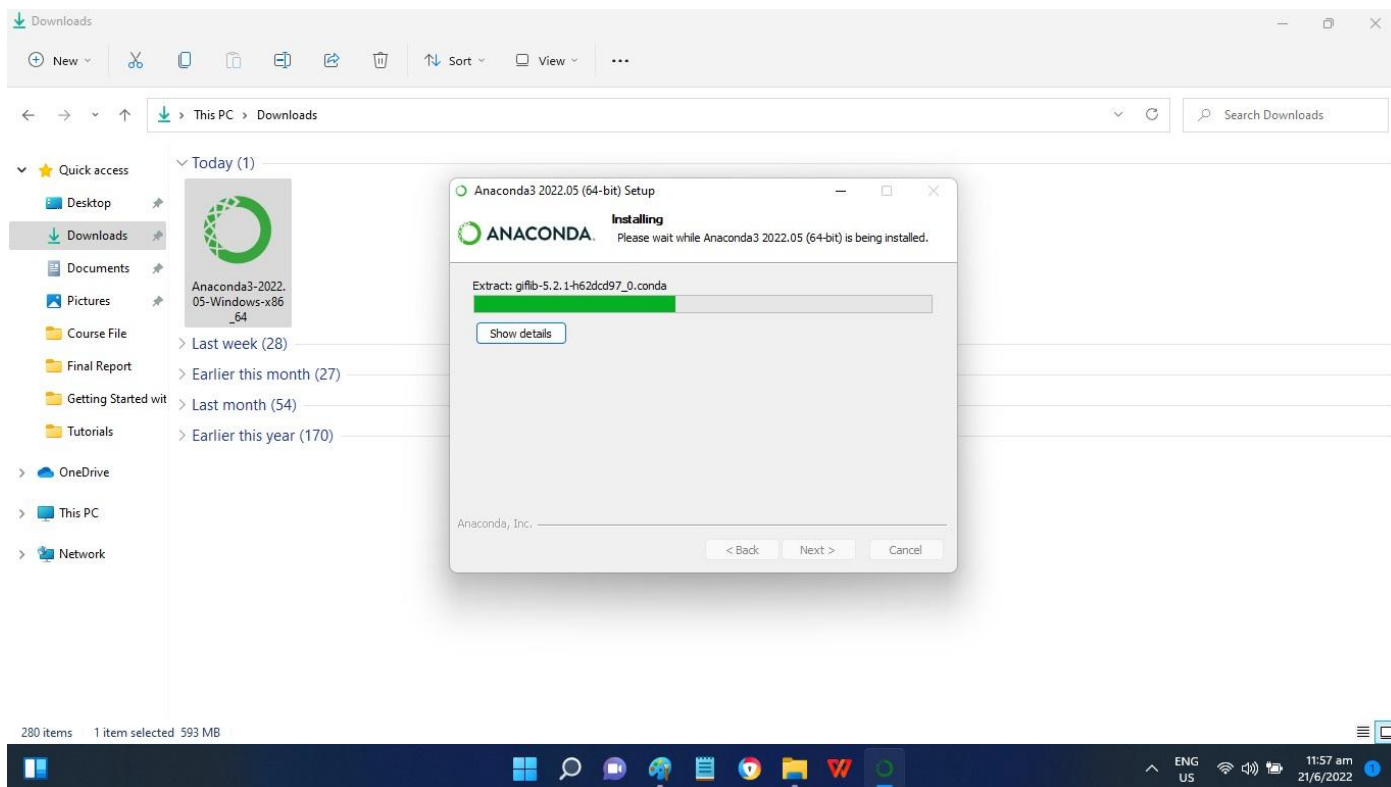 Downloads
New
Sort
View
This PC > Downloads
Search Downloads
Quick access
Desktop
Downloads
Documents
Pictures
Course File
Final Report
Getting Started wit
Tutorials
OneDrive
This PC
Network
Today (1)
Anaconda3-2022.
05-Windows-x86
_64
Last week (28)
Earlier this month (27)
Last month (54)
Earlier this year (170)
Anaconda3 2022.05 (64-bit) Setup
ANACONDA.
Installing
Please wait while Anaconda3 2022.05 (64-bit) is being installed.
Extract: giflib-5.2.1-h62dcd97_0.conda
Show details
Anaconda, Inc.
< Back Next > Cancel
280 items 1 item selected 593 MB
W
ENG
US
11:57 am
21/6/2022
1